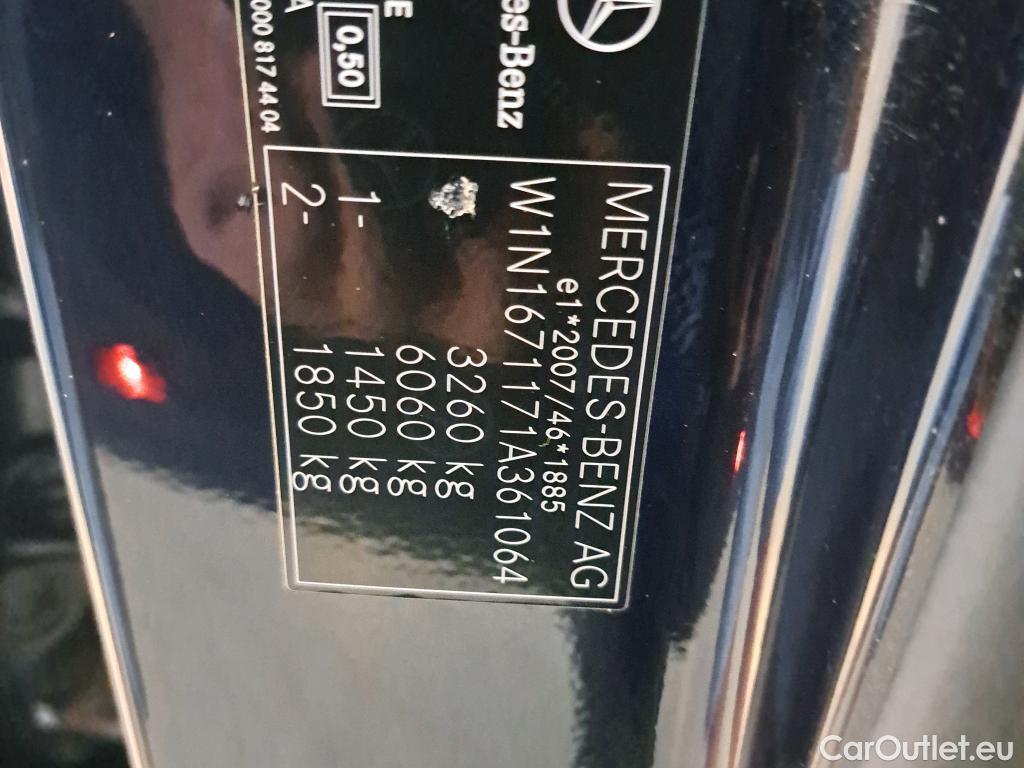 es-Benz
E
0,50
A
000 817 44 04
MERCEDES-BENZ AG
e1*2007/46*1885
W1N1671171A361064
3260 kg
6060 kg
1- 1450 kg
2- 1850 kg
CarOutlet.eu